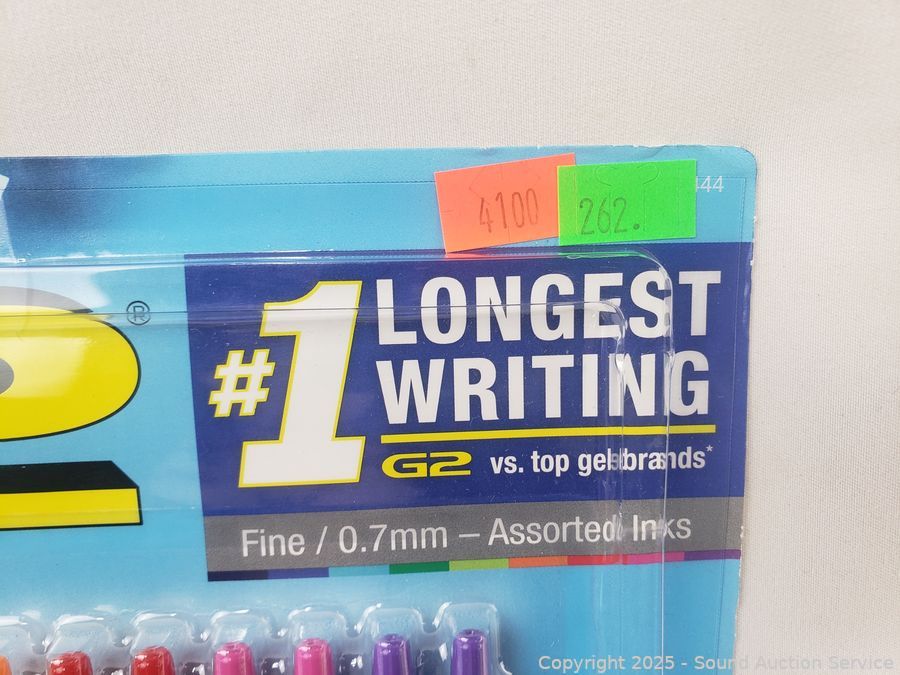 4100
262.
44
®
#1 LONGEST
WRITING
G2 vs. top gel brands*
Fine / 0.7mm – Assorted Inks
Copyright 2025 - Sound Auction Service